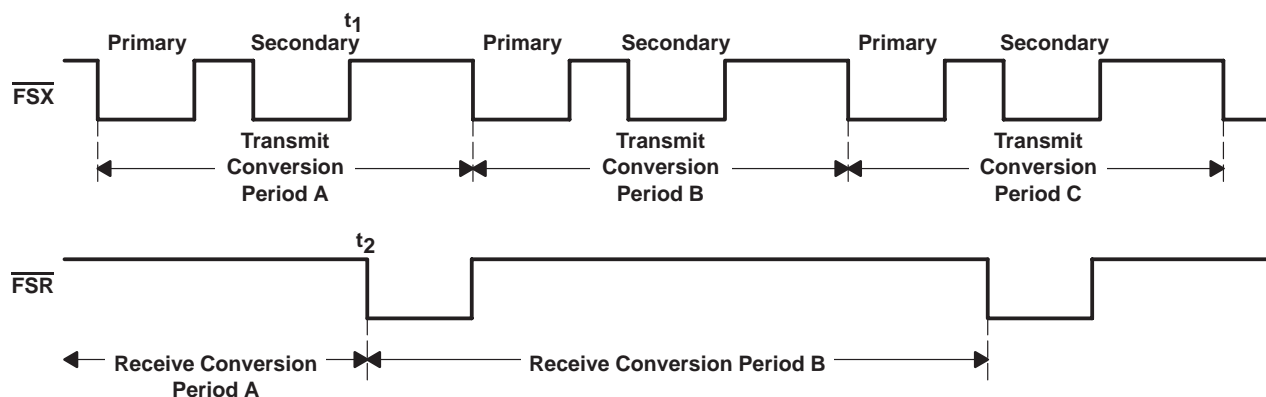 t1
Primary Secondary Primary Secondary Primary Secondary
FSX
Transmit Conversion Period A
Transmit Conversion Period B
Transmit Conversion Period C
t2
FSR
Receive Conversion Period A
Receive Conversion Period B